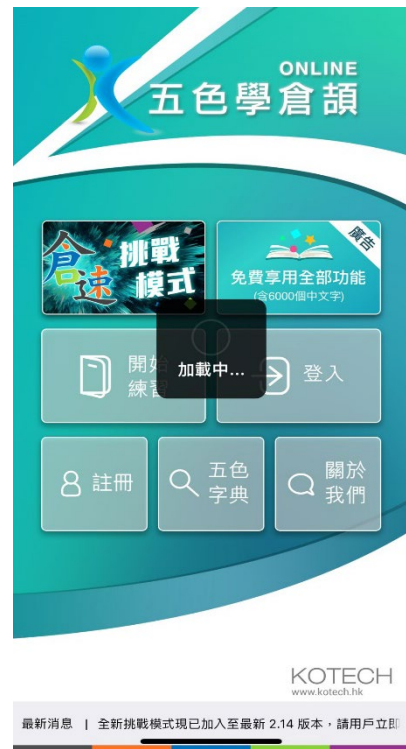 ONLINE
五色學倉頡
倉速
挑戰
模式
廣告
免費享用全部功能
(含6000個中文字)
開始
練習
加載中...
登入
註冊
五色
字典
關於
我們
KOTECH
www.kotech.hk
最新消息 | 全新挑戰模式現已加入至最新 2.14 版本，請用戶立即